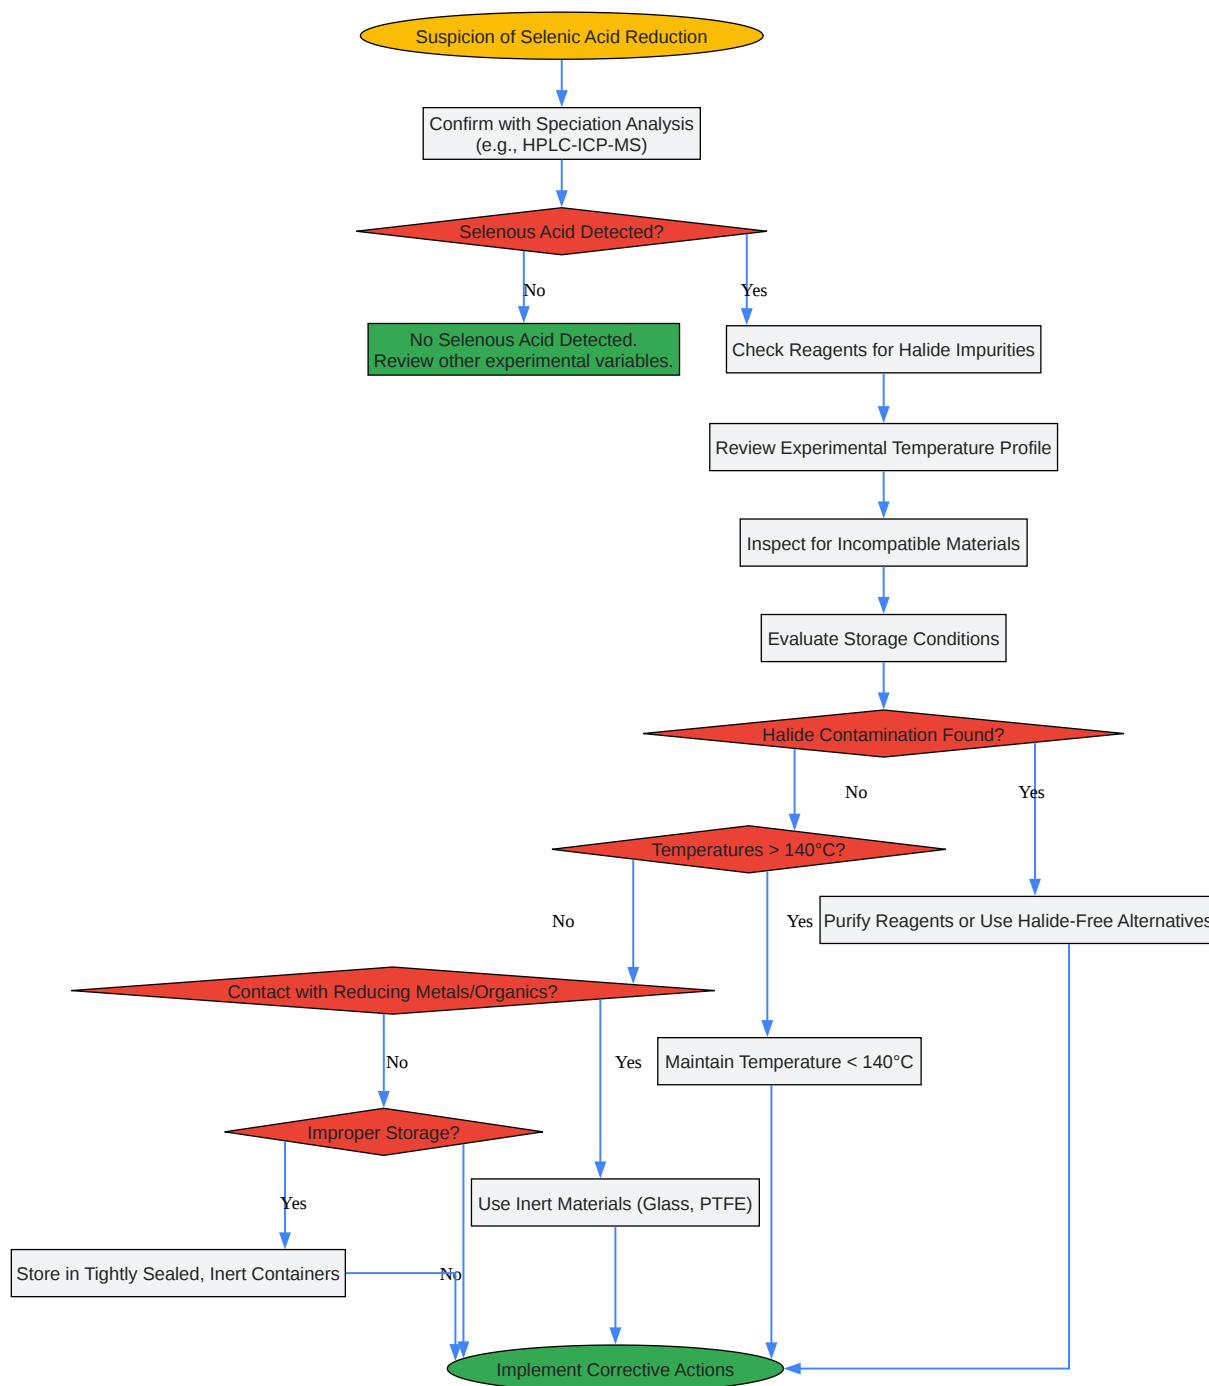 Suspicion of Selenic Acid Reduction
Confirm with Speciation Analysis
(e.g., HPLC-ICP-MS)
Selenous Acid Detected?
No
Yes
No Selenous Acid Detected.
Review other experimental variables.
Check Reagents for Halide Impurities
Review Experimental Temperature Profile
Inspect for Incompatible Materials
Evaluate Storage Conditions
Halide Contamination Found?
No
Yes
Temperatures > 140°C?
No
Yes
Purify Reagents or Use Halide-Free Alternatives
Contact with Reducing Metals/Organics?
No
Yes
Maintain Temperature < 140°C
Improper Storage?
Yes
Use Inert Materials (Glass, PTFE)
Store in Tightly Sealed, Inert Containers
No
Implement Corrective Actions